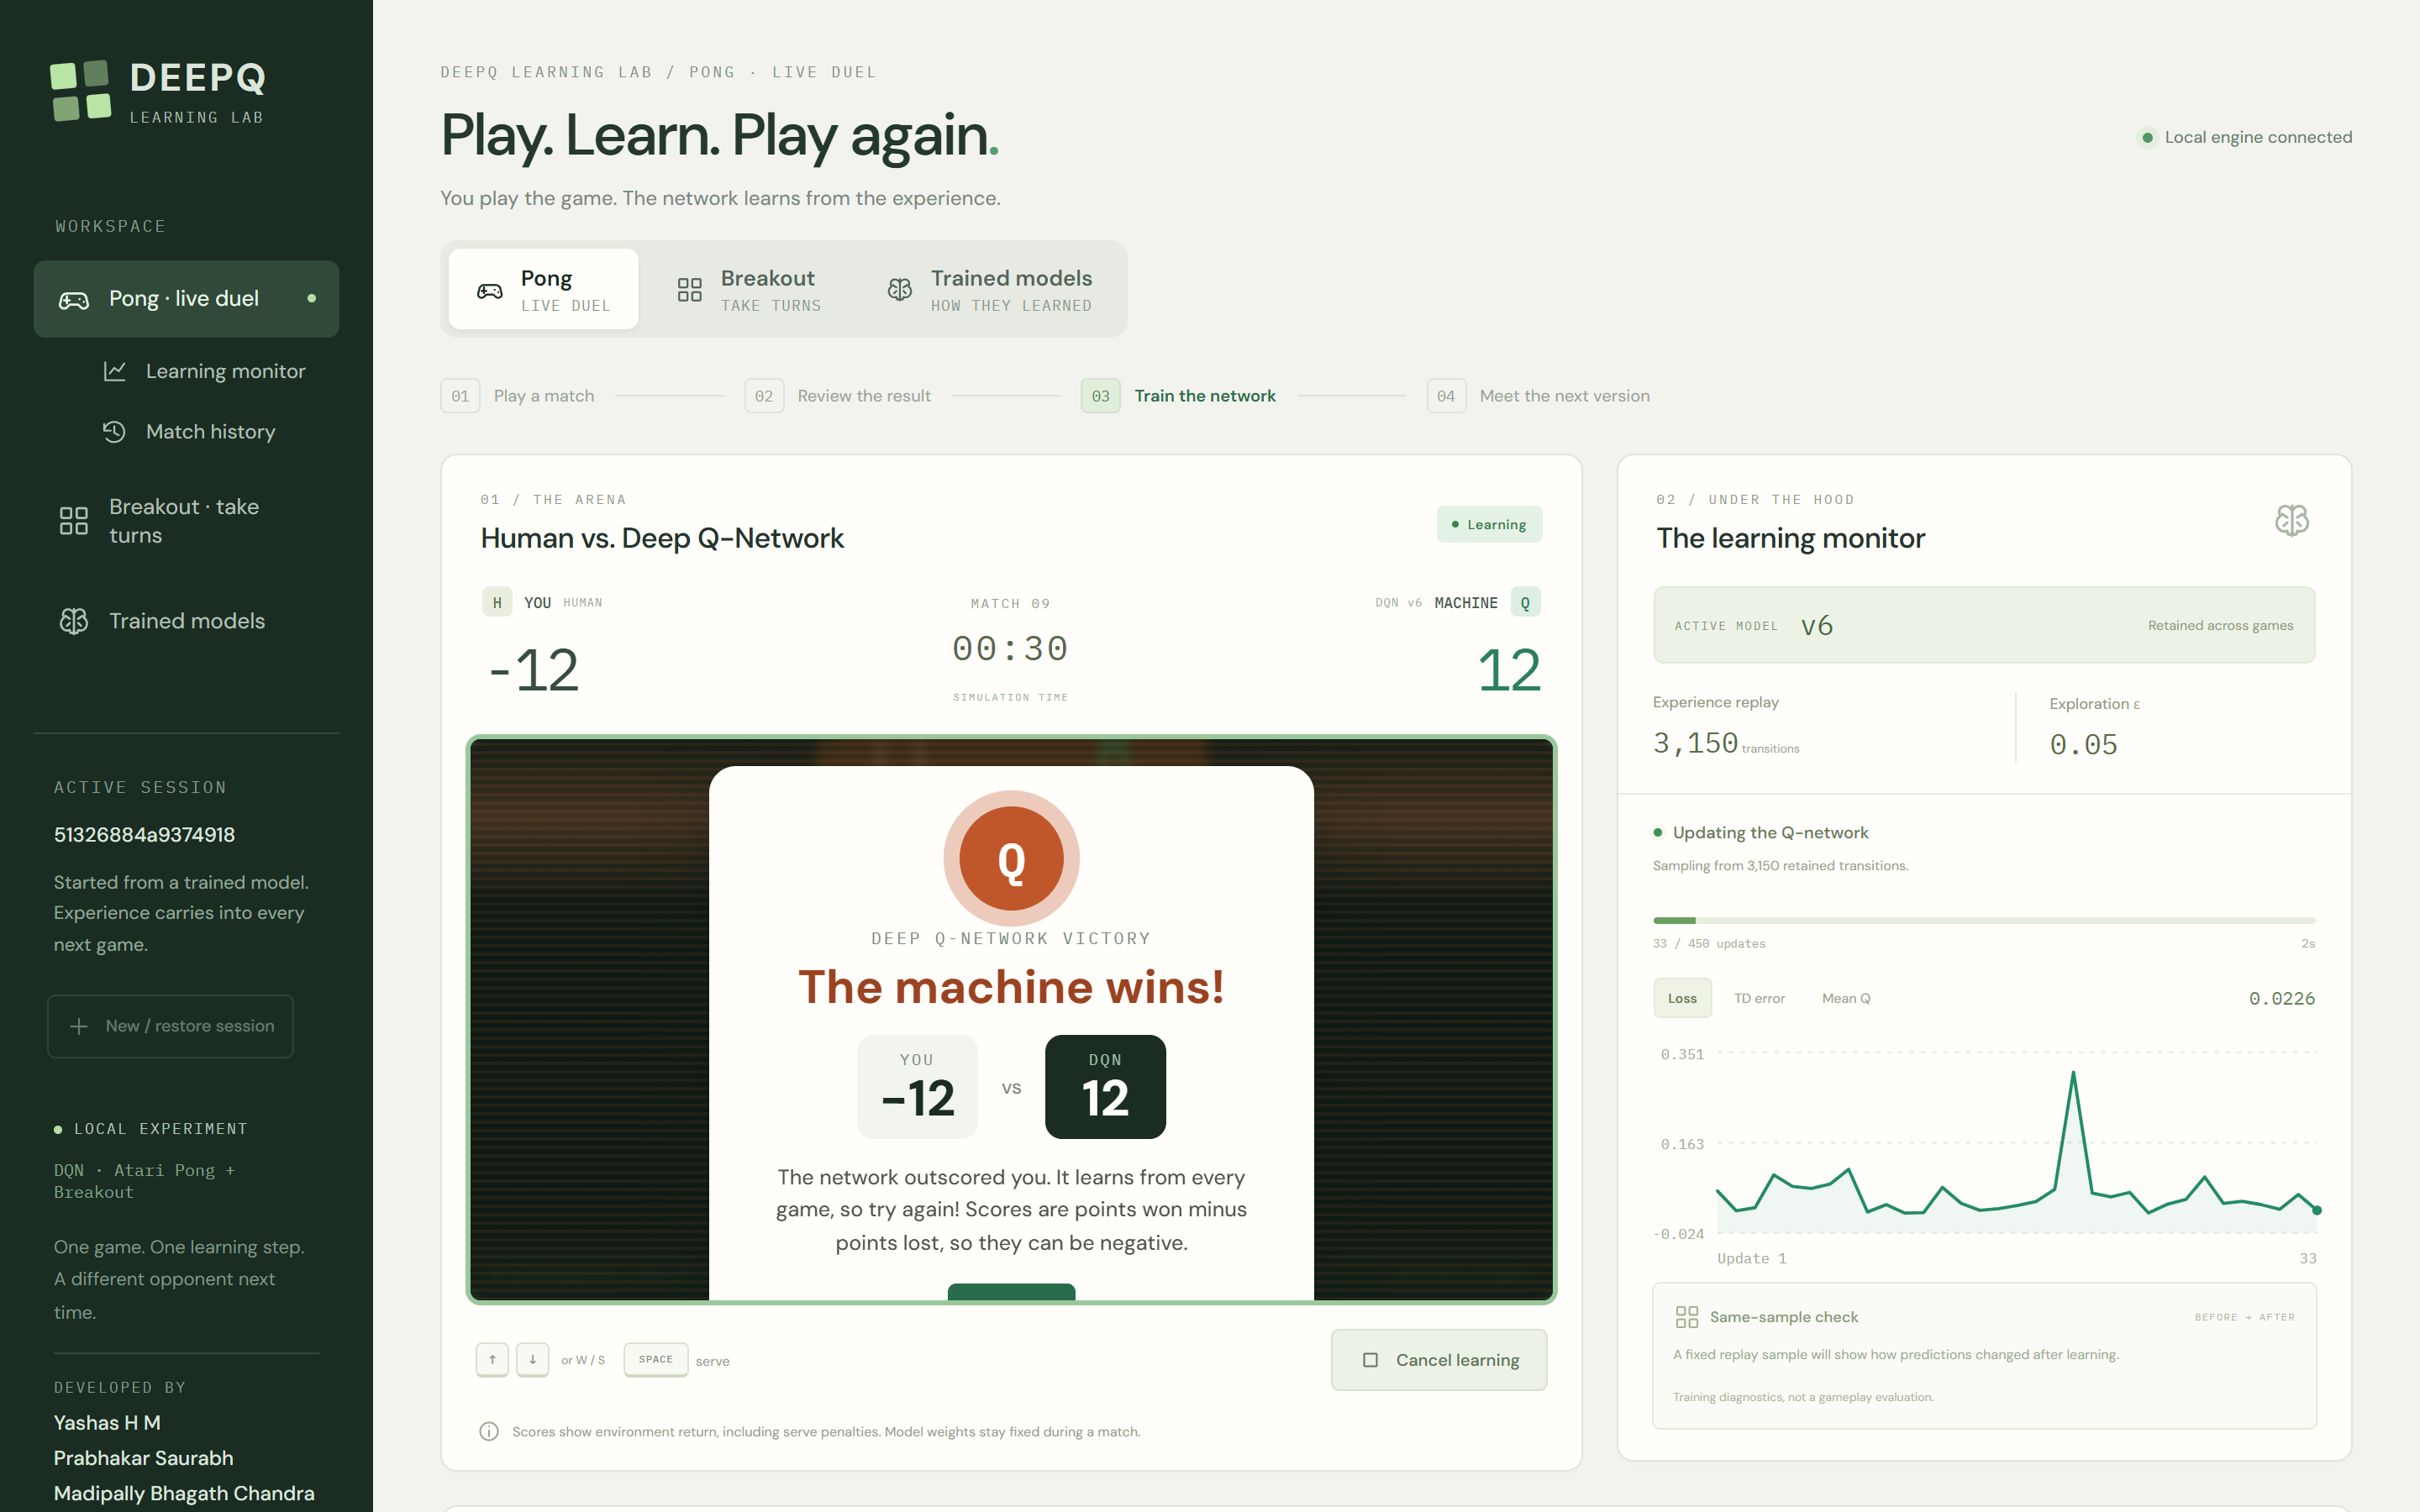 DEEPQ
LEARNING LAB
WORKSPACE
Pong · live duel
Learning monitor
Match history
Breakout · take
turns
Trained models
ACTIVE SESSION
51326884a9374918
Started from a trained model.
Experience carries into every
next game.
New / restore session
LOCAL EXPERIMENT
DQN · Atari Pong +
Breakout
One game. One learning step.
A different opponent next
time.
DEVELOPED BY
Yashas H M
Prabhakar Saurabh
Madipally Bhagath Chandra
DEEPQ LEARNING LAB / PONG · LIVE DUEL
Play. Learn. Play again.
You play the game. The network learns from the experience.
Local engine connected
Pong
LIVE DUEL
Breakout
TAKE TURNS
Trained models
HOW THEY LEARNED
01 Play a match
02 Review the result
03 Train the network
04 Meet the next version
01 / THE ARENA
Human vs. Deep Q-Network
Learning
H YOU HUMAN
MATCH 09
DQN v6 MACHINE Q
-12
00:30
12
SIMULATION TIME
Q
DEEP Q-NETWORK VICTORY
The machine wins!
YOU
-12
vs
DQN
12
The network outscored you. It learns from every
game, so try again! Scores are points won minus
points lost, so they can be negative.
↑ ↓ or W / S SPACE serve
Cancel learning
Scores show environment return, including serve penalties. Model weights stay fixed during a match.
02 / UNDER THE HOOD
The learning monitor
ACTIVE MODEL v6 Retained across games
Experience replay
3,150 transitions
Exploration ε
0.05
Updating the Q-network
Sampling from 3,150 retained transitions.
33 / 450 updates 2s
Loss TD error Mean Q 0.0226
0.351
0.163
-0.024
Update 1 33
Same-sample check BEFORE → AFTER
A fixed replay sample will show how predictions changed after learning.
Training diagnostics, not a gameplay evaluation.